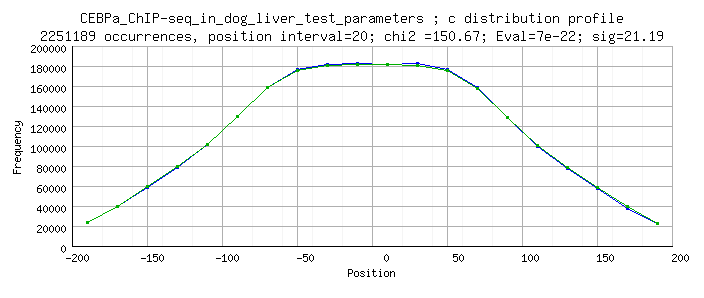 CEBPa_ChIP-seq_in_dog_liver_test_parameters ; c distribution profile
2251189 occurrences, position interval=20; chi2 =150.67; Eval=7e-22; sig=21.19
200000
180000
160000
140000
120000
100000
80000
60000
40000
20000
0
Frequency
-200 -150 -100 -50 0 50 100 150 200
Position